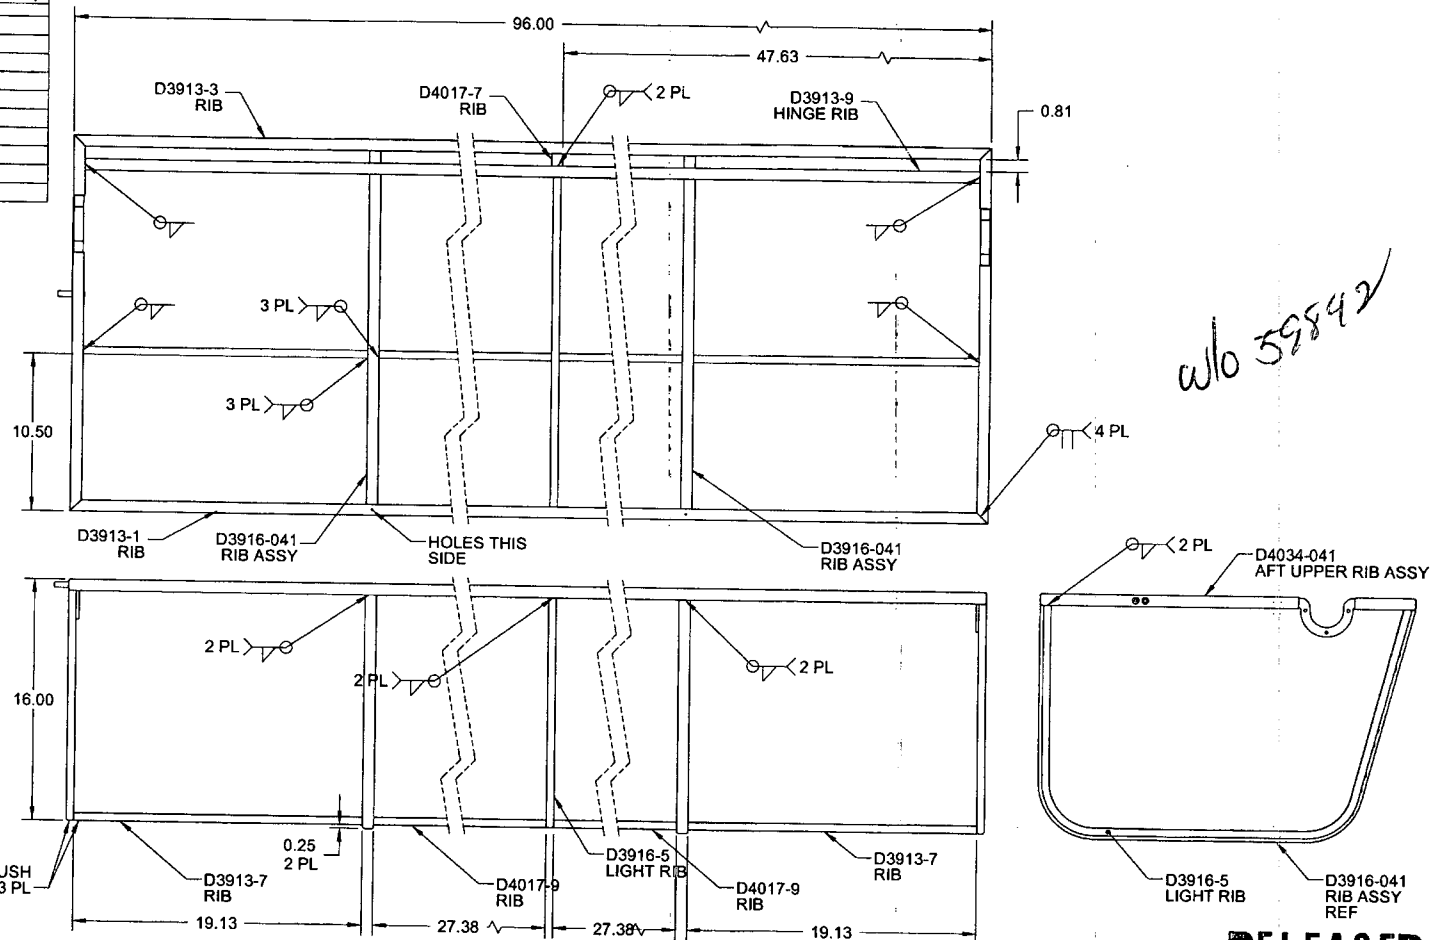 96.00
47.63
D3913-3
RIB
D4017-7
RIB
2 PL
D3913-9
HINGE RIB
0.81
3 PL
3 PL
10.50
w/o 59892
4 PL
D3913-1
RIB
D3916-041
RIB ASSY
HOLES THIS
SIDE
D3916-041
RIB ASSY
2 PL
D4034-041
AFT UPPER RIB ASSY
2 PL
2 PL
2 PL
16.00
0.25
2 PL
USH
3 PL
D3913-7
RIB
D4017-9
RIB
D3916-5
LIGHT RIB
D4017-9
RIB
D3913-7
RIB
D3916-5
LIGHT RIB
D3916-041
RIB ASSY
REF
19.13
27.38
27.38
19.13
RELEASED